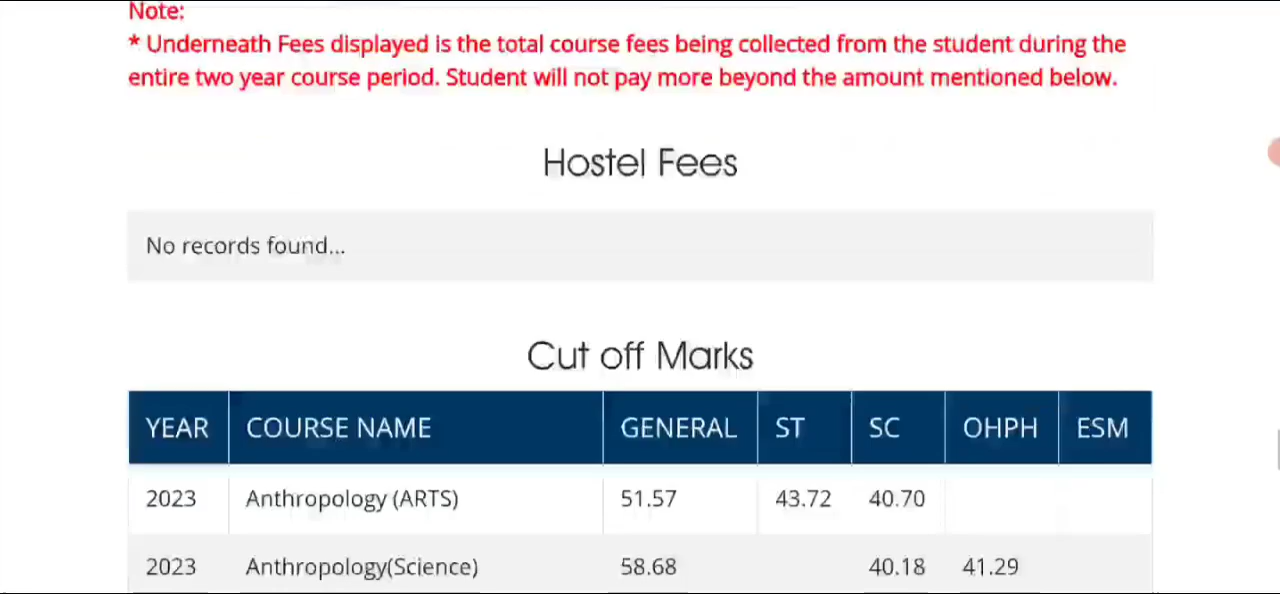 Note:
* Underneath Fees displayed is the total course fees being collected from the student during the
entire two year course period. Student will not pay more beyond the amount mentioned below.
Hostel Fees
No records found...
Cut off Marks
YEAR COURSE NAME GENERAL ST SC OHPH ESM
2023 Anthropology (ARTS) 51.57 43.72 40.70
2023 Anthropology(Science) 58.68 40.18 41.29